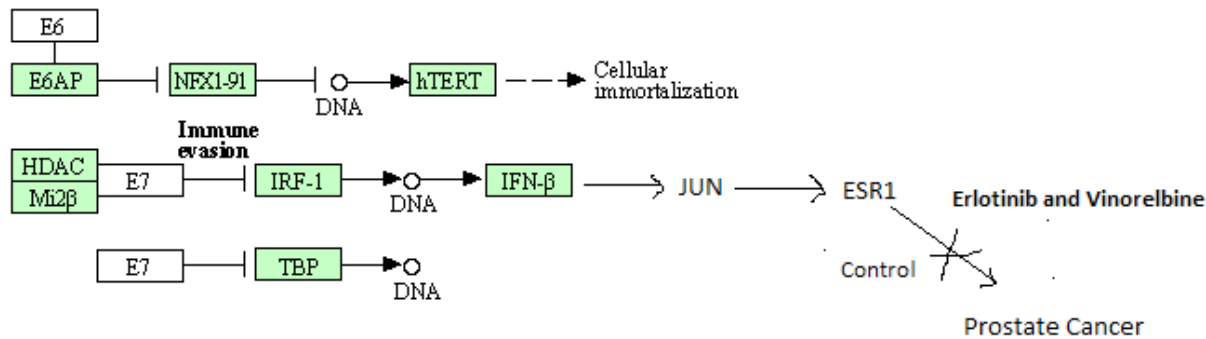 E6
E6AP
NFX1-91
DNA
hTERT
Cellular
immortalization
Immune
evasion
HDAC
Mi2β
E7
IRF-1
DNA
IFN-β
JUN
ESR1
Erlotinib and Vinorelbine
E7
TBP
DNA
Control
Prostate Cancer